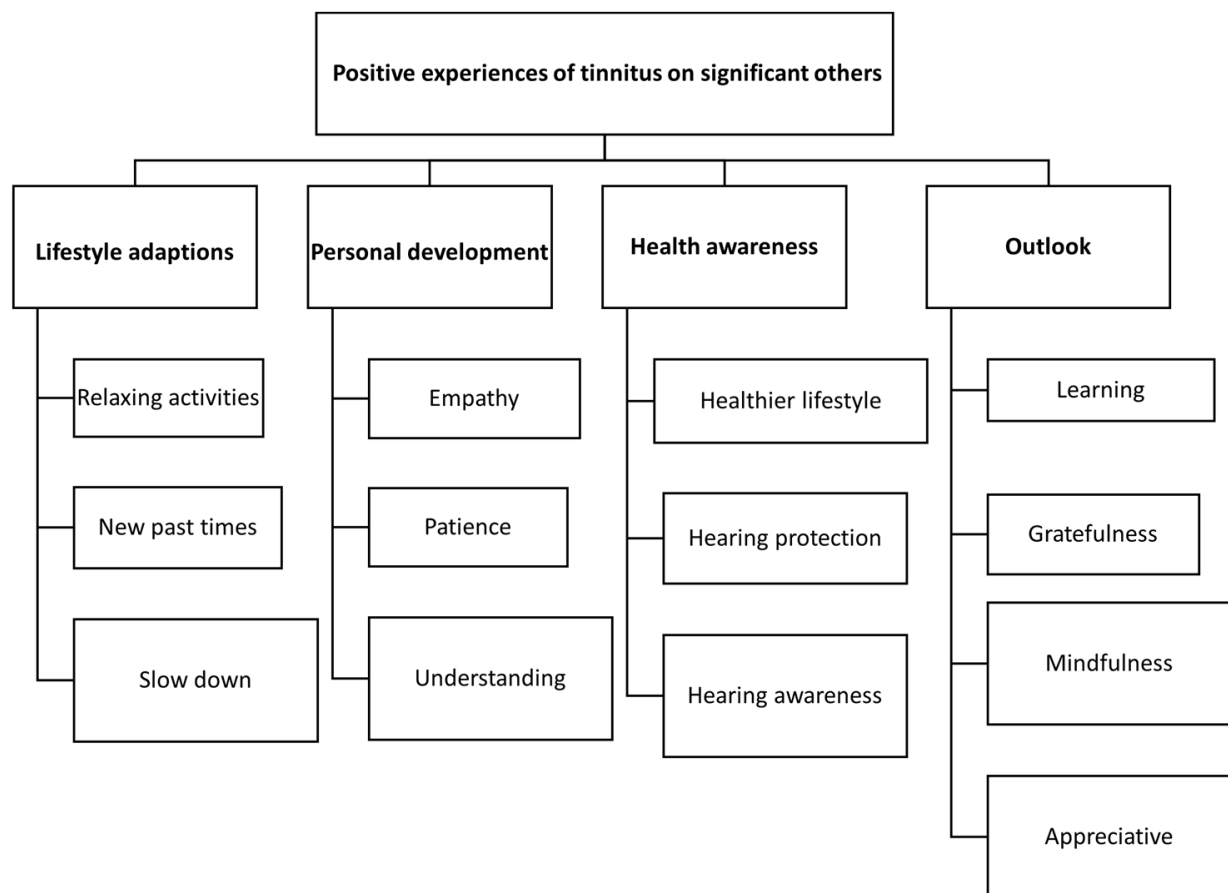 Positive experiences of tinnitus on significant others
Lifestyle adaptions
Relaxing activities
New past times
Slow down
Personal development
Empathy
Patience
Understanding
Health awareness
Healthier lifestyle
Hearing protection
Hearing awareness
Outlook
Learning
Gratefulness
Mindfulness
Appreciative